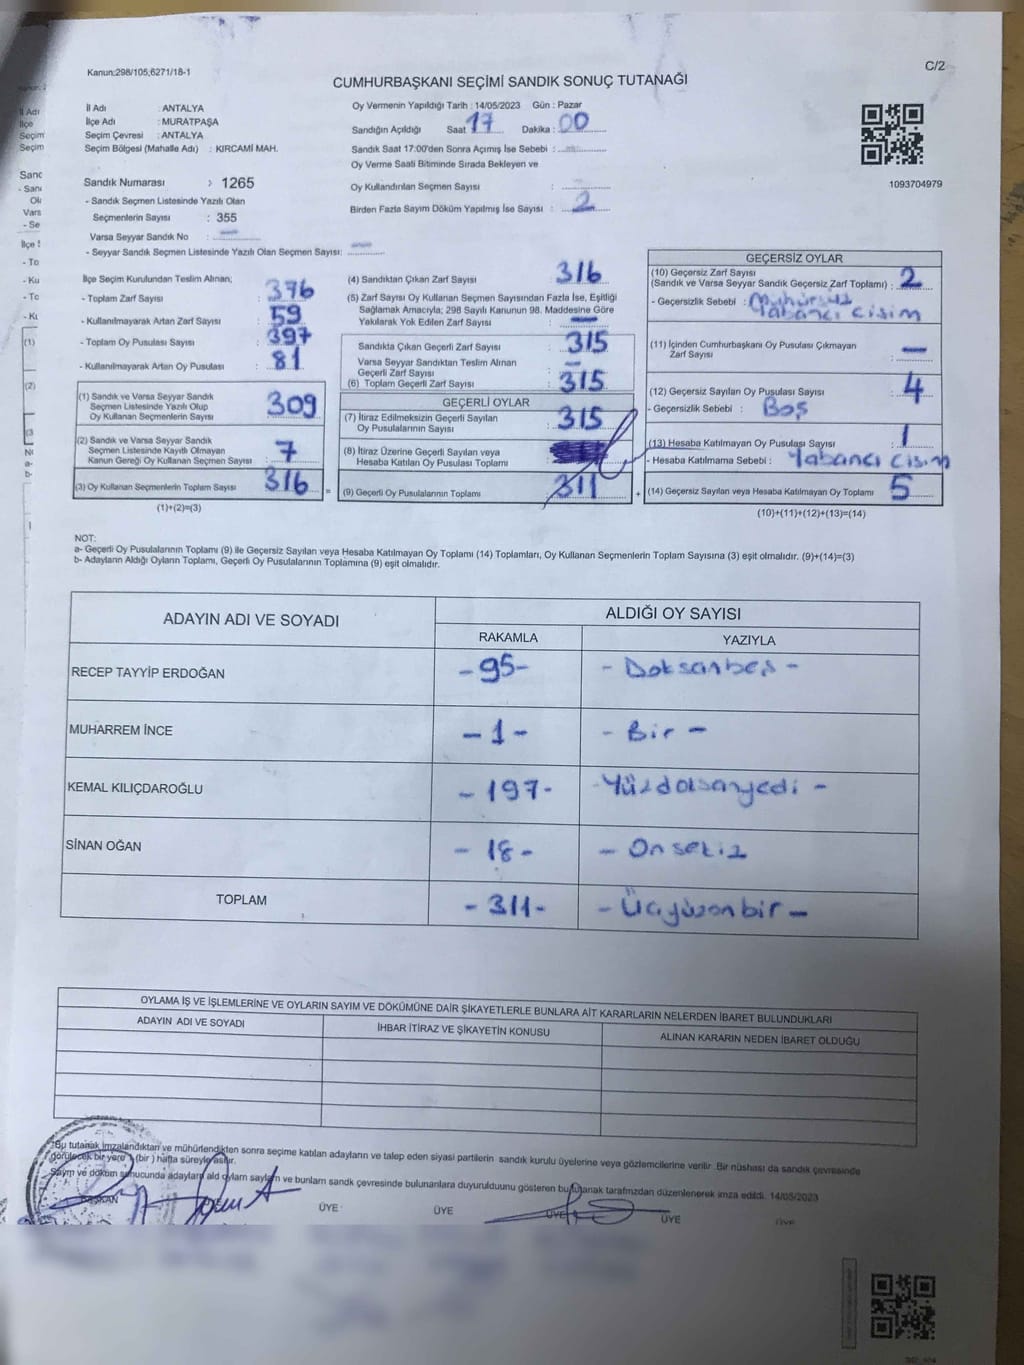 C/2
Kanun:298/105,6271/18-1
CUMHURBAŞKANI SEÇİMİ SANDIK SONUÇ TUTANAĞI
İl Adı : ANTALYA
İlçe Adı : MURATPAŞA
Seçim Çevresi : ANTALYA
Seçim Bölgesi (Mahalle Adı) : KIRCAMİ MAH.
Sandık Numarası : 1265
- Sandık Seçmen Listesinde Yazılı Olan
Seçmenlerin Sayısı : 355
Varsa Seyyar Sandık No : —
- Seyyar Sandık Seçmen Listesinde Yazılı Olan Seçmen Sayısı: —
Oy Vermenin Yapıldığı Tarih : 14/05/2023 Gün : Pazar
Sandığın Açıldığı Saat 17 Dakika : 00
Sandık Saat 17:00'den Sonra Açımış İse Sebebi :
Oy Verme Saati Bitiminde Sırada Bekleyen ve
Oy Kullandırılan Seçmen Sayısı :
Birden Fazla Sayım Döküm Yapılmış İse Sayısı : 2
1093704979
İlçe Seçim Kurulundan Teslim Alınan;
- Toplam Zarf Sayısı : 376
- Kullanılmayarak Artan Zarf Sayısı : 59
- Toplam Oy Pusulası Sayısı : 397
- Kullanılmayarak Artan Oy Pusulası : 81
(1) Sandık ve Varsa Seyyar Sandık
Seçmen Listesinde Yazılı Olup
Oy Kullanan Seçmenlerin Sayısı : 309
(2) Sandık ve Varsa Seyyar Sandık
Seçmen Listesinde Kayıtlı Olmayan
Kanun Gereği Oy Kullanan Seçmen Sayısı : 7
(3) Oy Kullanan Seçmenlerin Toplam Sayısı : 316
(1)+(2)=(3)
(4) Sandıktan Çıkan Zarf Sayısı : 316
(5) Zarf Sayısı Oy Kullanan Seçmen Sayısından Fazla İse, Eşitliği
Sağlamak Amacıyla; 298 Sayılı Kanunun 98. Maddesine Göre
Yakılarak Yok Edilen Zarf Sayısı : —
Sandıkta Çıkan Geçerli Zarf Sayısı : 315
Varsa Seyyar Sandıktan Teslim Alınan
Geçerli Zarf Sayısı : —
(6) Toplam Geçerli Zarf Sayısı : 315
GEÇERLİ OYLAR
(7) İtiraz Edilmeksizin Geçerli Sayılan
Oy Pusulalarının Sayısı : 315
(8) İtiraz Üzerine Geçerli Sayılan veya
Hesaba Katılan Oy Pusulası Toplamı
= (9) Geçerli Oy Pusulalarının Toplamı : 311
GEÇERSİZ OYLAR
(10) Geçersiz Zarf Sayısı
(Sandık ve Varsa Seyyar Sandık Geçersiz Zarf Toplamı) : 2
- Geçersizlik Sebebi : Mühürsüz
Yabancı cisim
(11) İçinden Cumhurbaşkanı Oy Pusulası Çıkmayan
Zarf Sayısı : —
(12) Geçersiz Sayılan Oy Pusulası Sayısı : 4
- Geçersizlik Sebebi : Boş
(13) Hesaba Katılmayan Oy Pusulası Sayısı : 1
- Hesaba Katılmama Sebebi : Yabancı cisim
+ (14) Geçersiz Sayılan veya Hesaba Katılmayan Oy Toplamı : 5
(10)+(11)+(12)+(13)=(14)
NOT:
a- Geçerli Oy Pusulalarının Toplamı (9) ile Geçersiz Sayılan veya Hesaba Katılmayan Oy Toplamı (14) Toplamları, Oy Kullanan Seçmenlerin Toplam Sayısına (3) eşit olmalıdır. (9)+(14)=(3)
b- Adayların Aldığı Oyların Toplamı, Geçerli Oy Pusulalarının Toplamına (9) eşit olmalıdır.
ADAYIN ADI VE SOYADI
ALDIĞI OY SAYISI
RAKAMLA YAZIYLA
RECEP TAYYİP ERDOĞAN -95- - Doksanbeş -
MUHARREM İNCE -1- - Bir -
KEMAL KILIÇDAROĞLU -197- -Yüzdoksanyedi -
SİNAN OĞAN -18- - Onsekiz
TOPLAM -311- - Üçyüzonbir -
OYLAMA İŞ VE İŞLEMLERİNE VE OYLARIN SAYIM VE DÖKÜMÜNE DAİR ŞİKAYETLERLE BUNLARA AİT KARARLARIN NELERDEN İBARET BULUNDUKLARI
ADAYIN ADI VE SOYADI İHBAR İTİRAZ VE ŞİKAYETİN KONUSU ALINAN KARARIN NEDEN İBARET OLDUĞU
"Bu tutanak imzalandıktan ve mühürlendikten sonra seçime katılan adayların ve talep eden siyasi partilerin sandık kurulu üyelerine veya gözlemcilerine verilir. Bir nüshası da sandık çevresinde
görülecek bir yere 1 (bir) hafta süreyle asılır.
Sayım ve döküm sonucunda adayların ald oyların sayıları ve bunların sandık çevresinde bulunanlara duyurulduunu gösteren bu tutanak tarafmzdan düzenlenerek imza edildi. 14/05/2023
BAŞKAN ÜYE ÜYE ÜYE ÜYE ÜYE